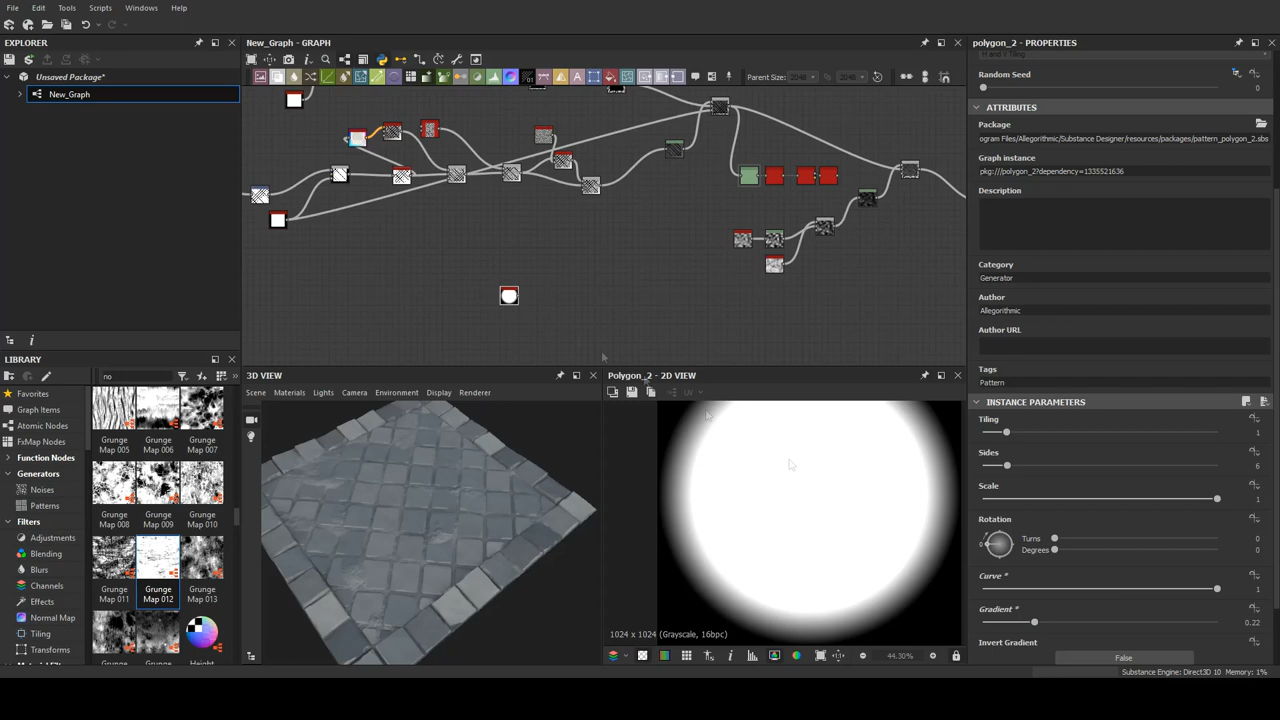 File Edit Tools Scripts Windows Help
EXPLORER
Unsaved Package*
New_Graph
New_Graph - GRAPH
Parent Size: 2048 2048
polygon_2 - PROPERTIES
Random Seed
0
ATTRIBUTES
Package
ogram Files/Allegorithmic/Substance Designer/resources/packages/pattern_polygon_2.sbs
Graph instance
pkg:///polygon_2?dependency=1335521636
Description
Category
Generator
Author
Allegorithmic
Author URL
Tags
Pattern
INSTANCE PARAMETERS
Tiling
1
Sides
6
Scale
1
Rotation
0
Turns 0
Degrees 0
Curve *
1
Gradient *
0.22
Invert Gradient
False
LIBRARY
no
Favorites
Graph Items
Atomic Nodes
FxMap Nodes
Function Nodes
Generators
Noises
Patterns
Filters
Adjustments
Blending
Blurs
Channels
Effects
Normal Map
Tiling
Transforms
Grunge Map 005
Grunge Map 006
Grunge Map 007
Grunge Map 008
Grunge Map 009
Grunge Map 010
Grunge Map 011
Grunge Map 012
Grunge Map 013
Grunge
Grunge
Height
3D VIEW
Scene Materials Lights Camera Environment Display Renderer
Polygon_2 - 2D VIEW
UV
1024 x 1024 (Grayscale, 16bpc)
44.30%
Substance Engine: Direct3D 10 Memory: 1%